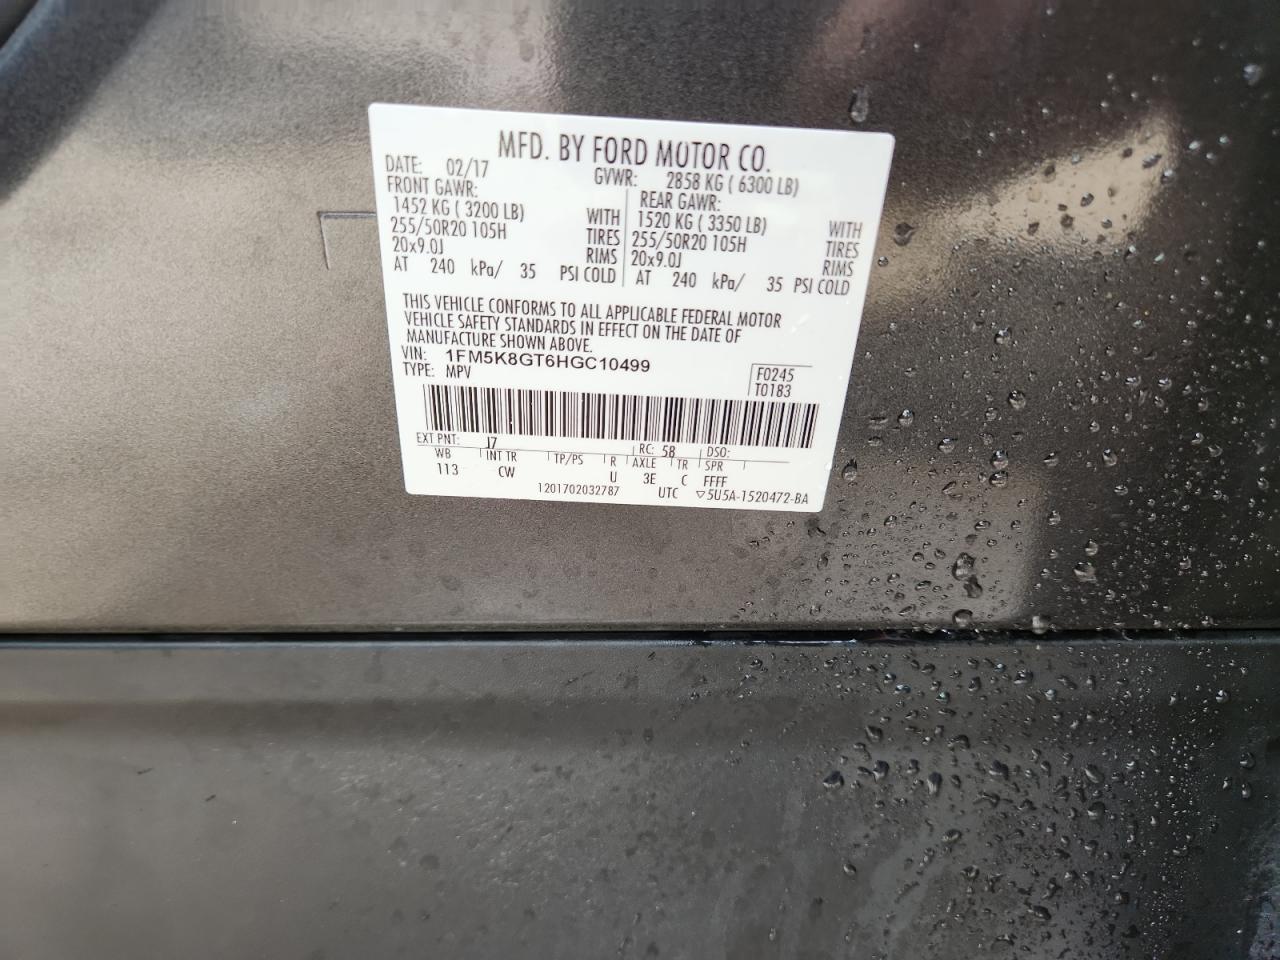 MFD. BY FORD MOTOR CO.
DATE: 02/17 GVWR: 2858 KG ( 6300 LB)
FRONT GAWR: REAR GAWR:
1452 KG ( 3200 LB) WITH 1520 KG ( 3350 LB) WITH
255/50R20 105H TIRES 255/50R20 105H TIRES
20x9.0J RIMS 20x9.0J RIMS
AT 240 kPa/ 35 PSI COLD AT 240 kPa/ 35 PSI COLD
THIS VEHICLE CONFORMS TO ALL APPLICABLE FEDERAL MOTOR
VEHICLE SAFETY STANDARDS IN EFFECT ON THE DATE OF
MANUFACTURE SHOWN ABOVE.
VIN: 1FM5K8GT6HGC10499 F0245
TYPE: MPV T0183
EXT PNT: J7 RC: 58 DSO:
WB INT TR TP/PS R AXLE TR SPR
113 CW U 3E C FFFF
1201702032787 UTC ▽5U5A-1520472-BA